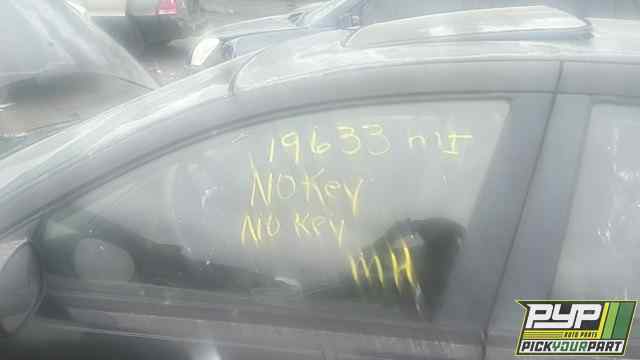 19633 mI
NO Key
NO Key
MH
PYP
AUTO PARTS
PICKYOURPART